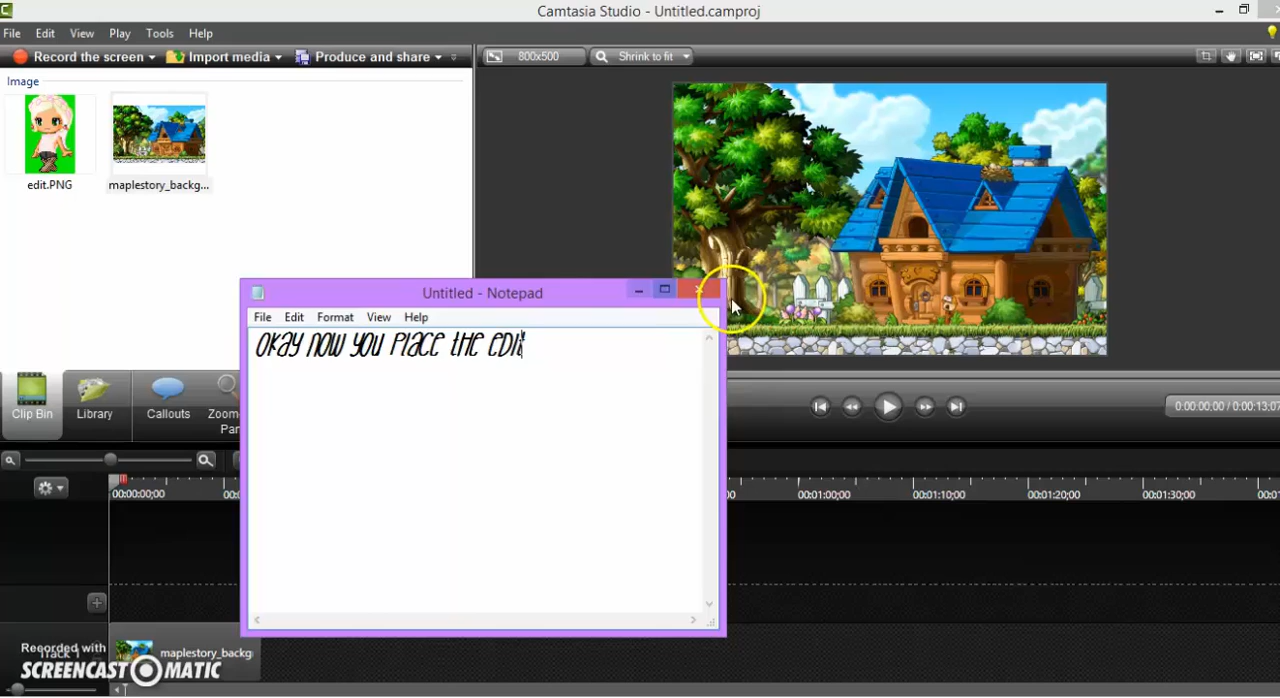 Camtasia Studio - Untitled.camproj
File Edit View Play Tools Help
Record the screen Import media Produce and share
800x500 Shrink to fit
Image
edit.PNG maplestory_backg...
Untitled - Notepad
File Edit Format View Help
Okay now you place the edit
Clip Bin Library Callouts Zoom-
Pan
0:00:00;00 / 0:00:13;07
00:00:00;00 00:01:00;00 00:01:10;00 00:01:20;00 00:01:30;00
Recorded with
Track 1 maplestory_backg
SCREENCAST-O-MATIC